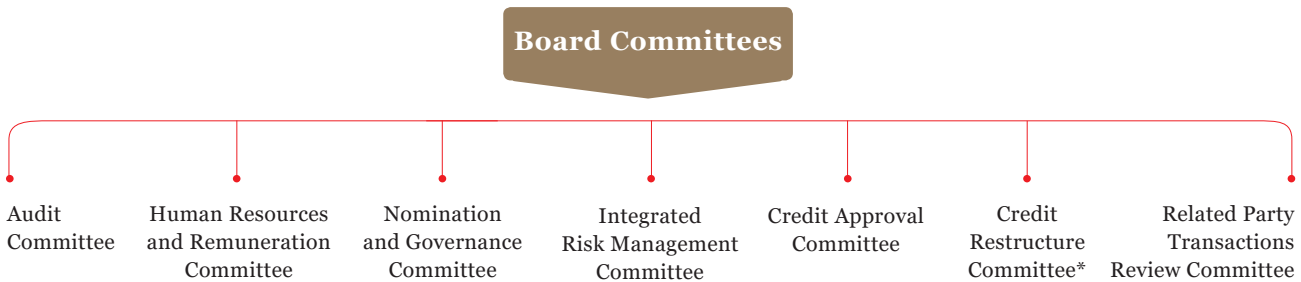 Board Committees
Audit
Committee
Human Resources
and Remuneration
Committee
Nomination
and Governance
Committee
Integrated
Risk Management
Committee
Credit Approval
Committee
Credit
Restructure
Committee*
Related Party
Transactions
Review Committee